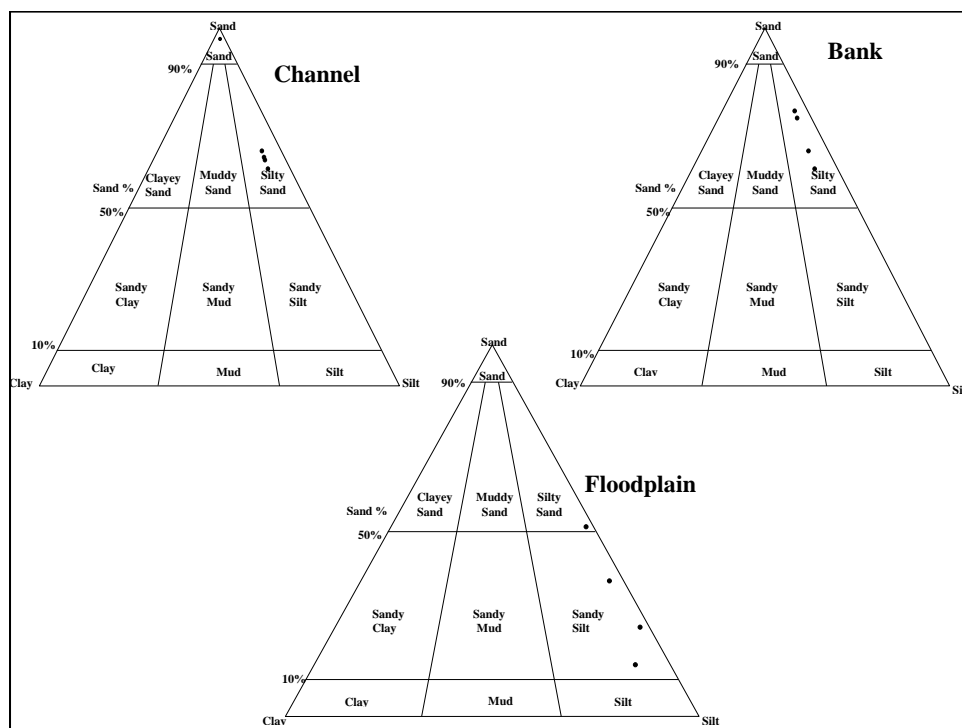 Sand
Sand
90%
Channel
Clayey
Sand
Muddy
Sand
Silty
Sand
Sand %
50%
Sandy
Clay
Sandy
Mud
Sandy
Silt
10%
Clay
Mud
Silt
Clay
Silt
Sand
Bank
Sand
90%
Clayey
Sand
Muddy
Sand
Silty
Sand
Sand %
50%
Sandy
Clay
Sandy
Mud
Sandy
Silt
10%
Clay
Mud
Silt
Clay
Sil
Sand
Sand
90%
Floodplain
Clayey
Sand
Muddy
Sand
Silty
Sand
Sand %
50%
Sandy
Clay
Sandy
Mud
Sandy
Silt
10%
Clay
Mud
Silt
Clay
Silt